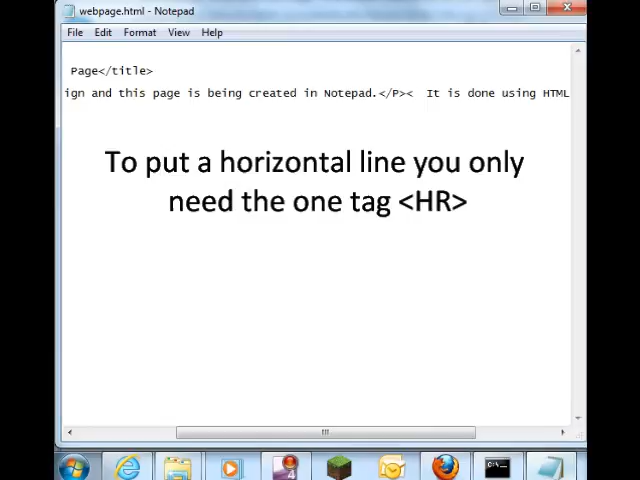 webpage.html - Notepad
File Edit Format View Help
Page</title>
ign and this page is being created in Notepad.</P>< It is done using HTML
To put a horizontal line you only
need the one tag <HR>